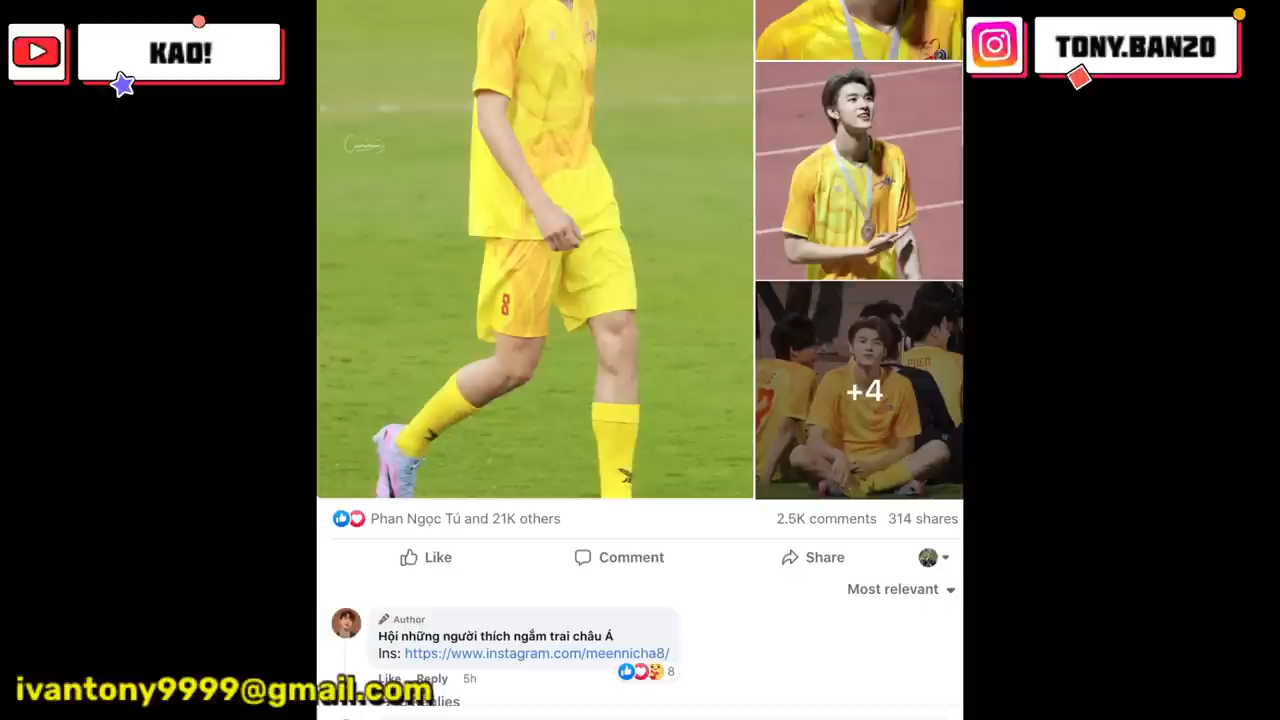 KAO!
TONY.BAN20
8
+4
Phan Ngọc Tú and 21K others
2.5K comments 314 shares
Like
Comment
Share
Most relevant
Author
Hội những người thích ngắm trai châu Á
Ins: https://www.instagram.com/meennicha8/
8
Like Reply 5h
ivantony9999@gmail.com